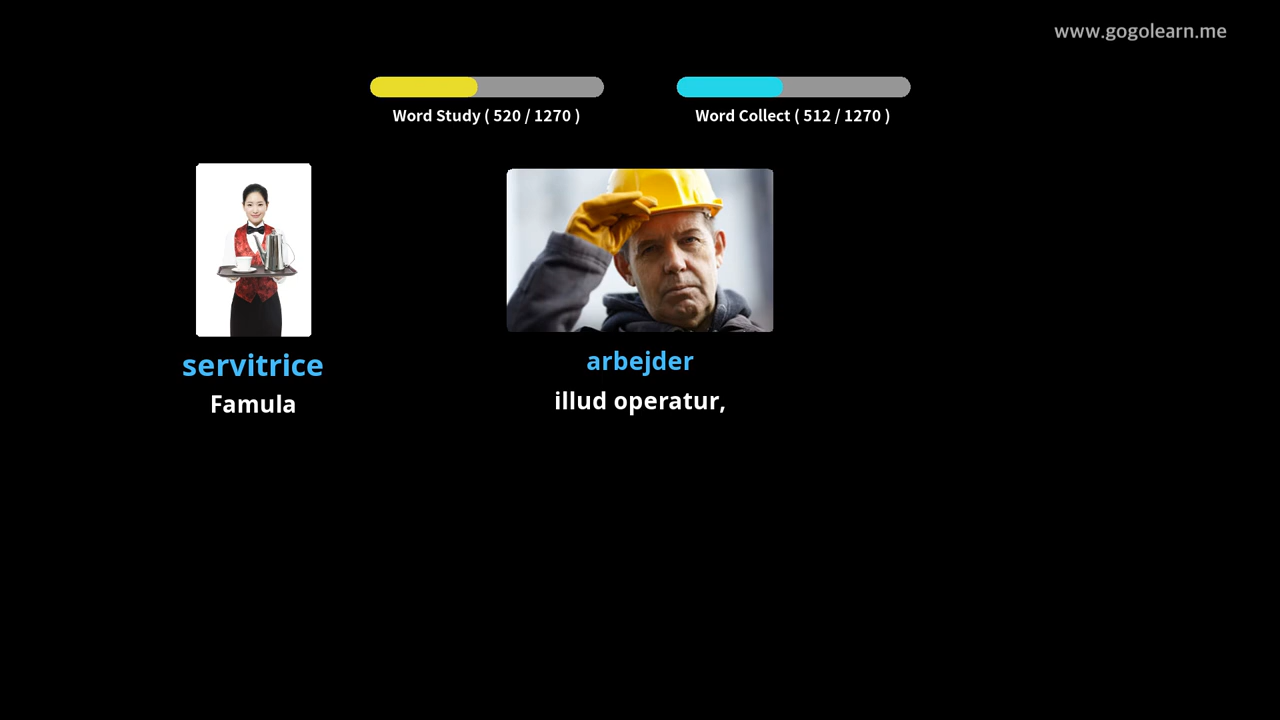 www.gogolearn.me
Word Study ( 520 / 1270 )
Word Collect ( 512 / 1270 )
servitrice
Famula
arbejder
illud operatur,